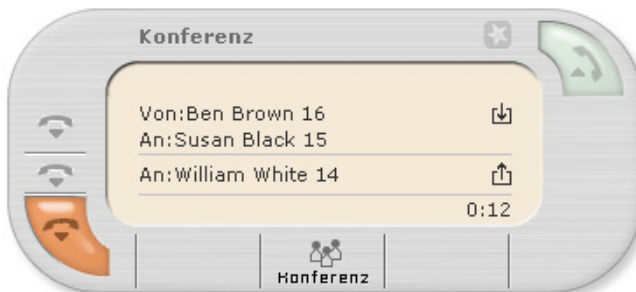 Konferenz
Von:Ben Brown 16
An:Susan Black 15
An:William White 14
0:12
Konferenz